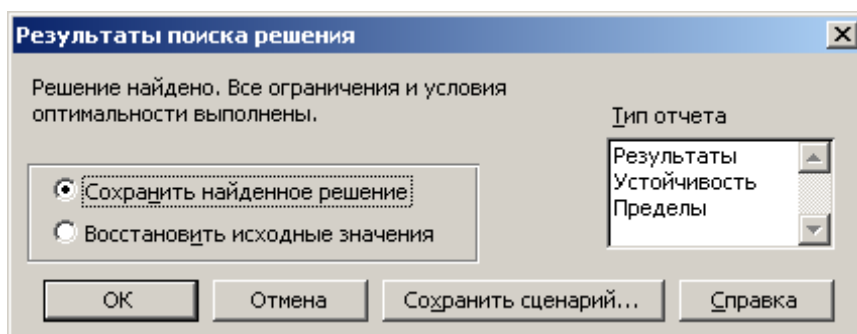 Результаты поиска решения
Решение найдено. Все ограничения и условия
оптимальности выполнены.
Тип отчета
Результаты
Устойчивость
Пределы
Сохранить найденное решение
Восстановить исходные значения
ОК
Отмена
Сохранить сценарий...
Справка